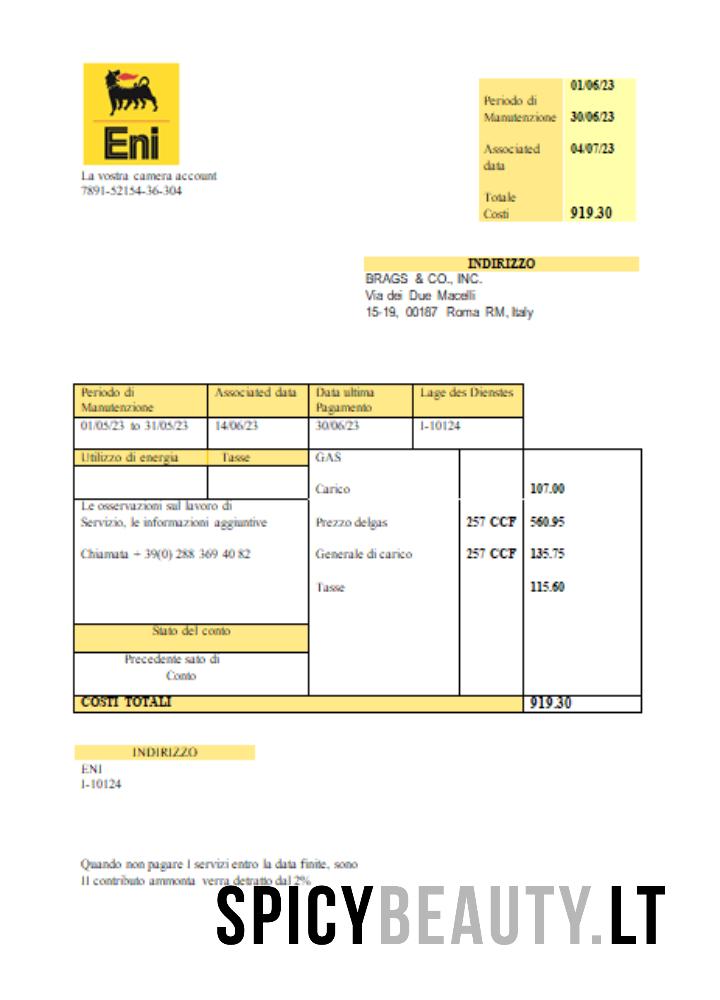 Eni
La vostra camera account
7891-52154-36-304
01/06/23
Periodo di
Manutenzione 30/06/23
Associated 04/07/23
data
Totale
Costi 919.30
INDIRIZZO
BRAGS & CO., INC.
Via dei Due Macelli
15-19, 00187 Roma RM, Italy
Periodo di Associated data Data ultima Lage des Dienstes
Manutenzione Pagamento
01/05/23 to 31/05/23 14/06/23 30/06/23 I-10124
Utilizzo di energia Tasse GAS
Carico 107.00
Le osservazioni sul lavoro di
Servizio, le informazioni aggiuntive Prezzo delgas 257 CCF 560.95
Chiamata + 39(0) 288 369 40 82 Generale di carico 257 CCF 135.75
Tasse 115.60
Stato del conto
Precedente sato di
Conto
COSTI TOTALI 919.30
INDIRIZZO
ENI
I-10124
Quando non pagare I servizi entro la data finite, sono
Il contributo ammonta verra detratto dal 2%
SPICYBEAUTY.LT